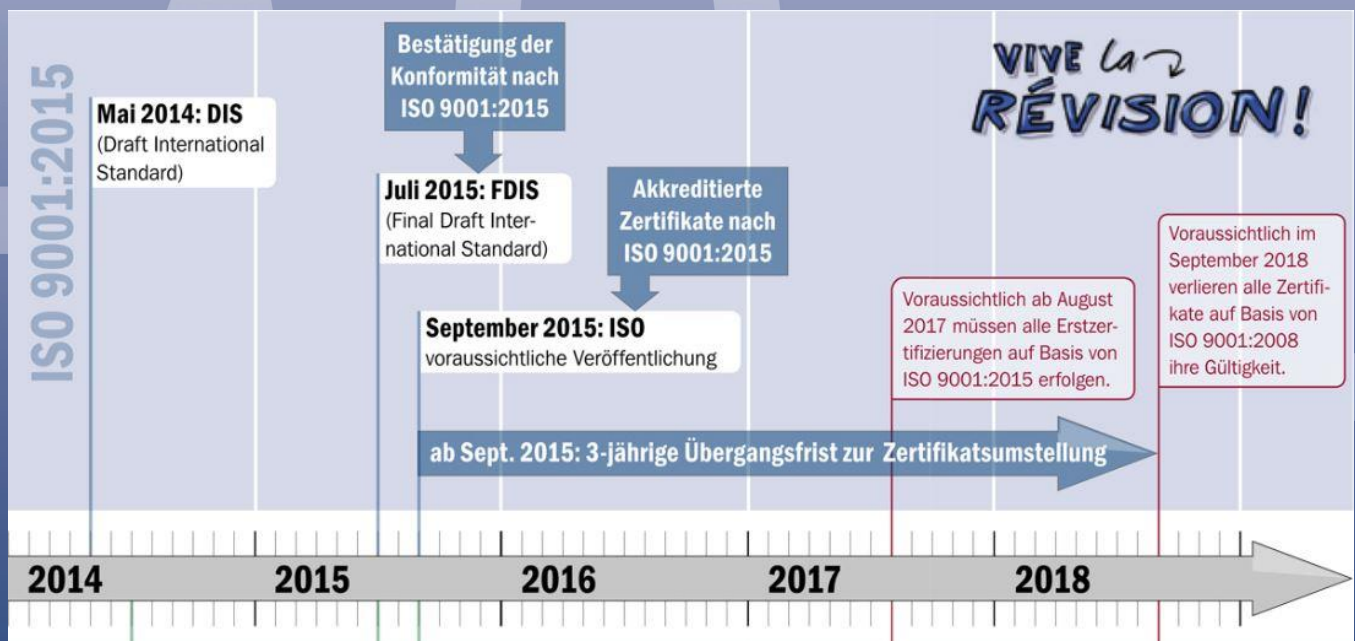 ISO 9001:2015
Mai 2014: DIS
(Draft International
Standard)
Bestätigung der
Konformität nach
ISO 9001:2015
Juli 2015: FDIS
(Final Draft Inter-
national Standard)
Akkreditierte
Zertifikate nach
ISO 9001:2015
September 2015: ISO
voraussichtliche Veröffentlichung
VIVE la
RÉVISION!
Voraussichtlich ab August
2017 müssen alle Erstzer-
tifizierungen auf Basis von
ISO 9001:2015 erfolgen.
Voraussichtlich im
September 2018
verlieren alle Zertifi-
kate auf Basis von
ISO 9001:2008
ihre Gültigkeit.
ab Sept. 2015: 3-jährige Übergangsfrist zur Zertifikatsumstellung
2014 2015 2016 2017 2018